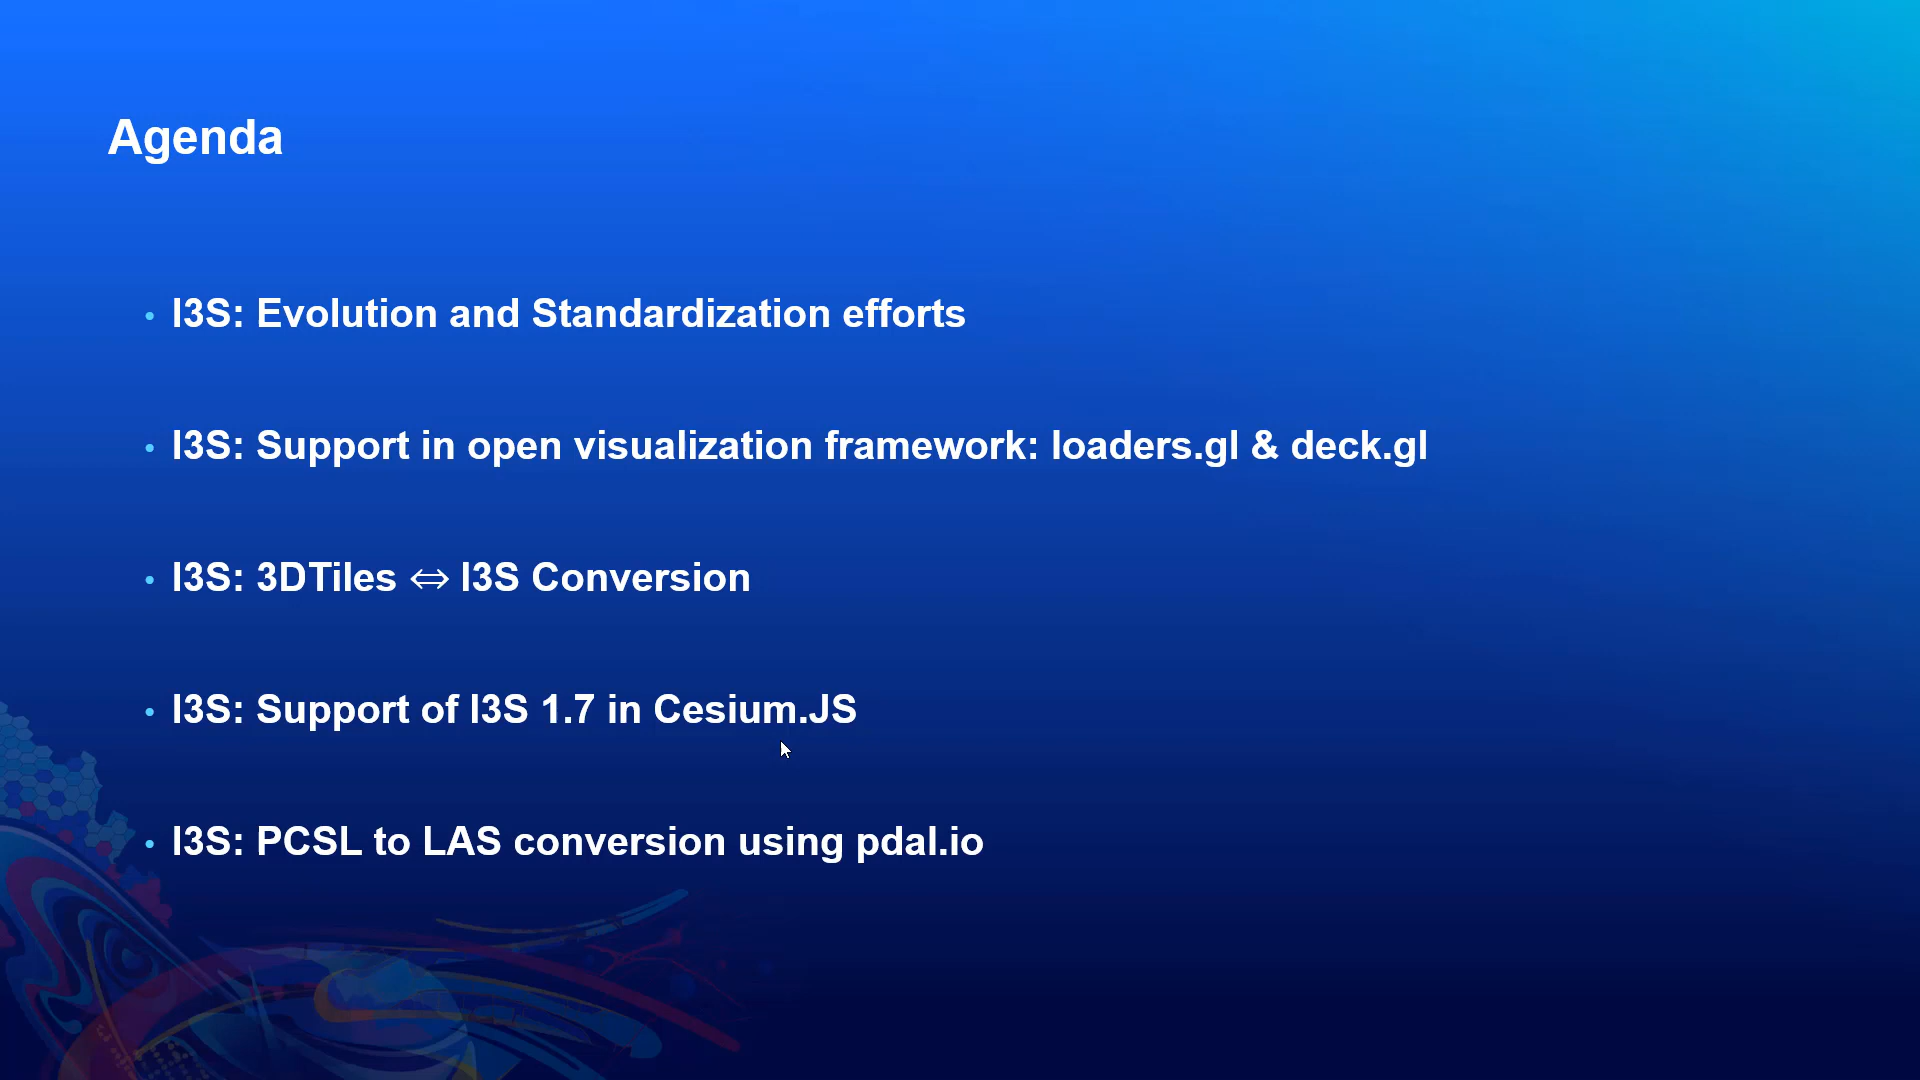 Agenda
• I3S: Evolution and Standardization efforts
• I3S: Support in open visualization framework: loaders.gl & deck.gl
• I3S: 3DTiles ⇔ I3S Conversion
• I3S: Support of I3S 1.7 in Cesium.JS
• I3S: PCSL to LAS conversion using pdal.io